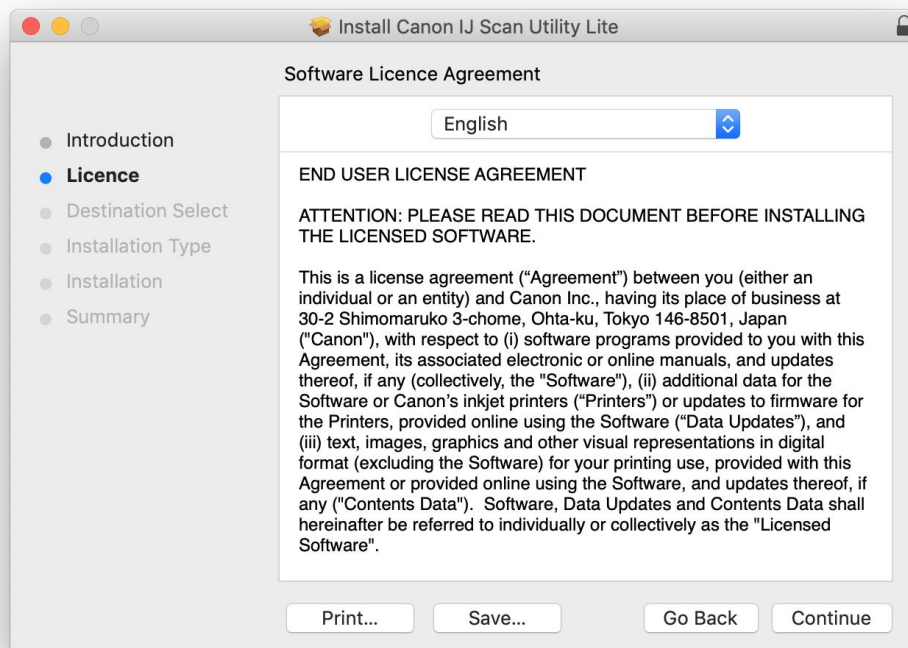 Install Canon IJ Scan Utility Lite
Software Licence Agreement
Introduction
Licence
Destination Select
Installation Type
Installation
Summary
English
END USER LICENSE AGREEMENT
ATTENTION: PLEASE READ THIS DOCUMENT BEFORE INSTALLING
THE LICENSED SOFTWARE.
This is a license agreement (“Agreement”) between you (either an
individual or an entity) and Canon Inc., having its place of business at
30-2 Shimomaruko 3-chome, Ohta-ku, Tokyo 146-8501, Japan
("Canon"), with respect to (i) software programs provided to you with this
Agreement, its associated electronic or online manuals, and updates
thereof, if any (collectively, the "Software"), (ii) additional data for the
Software or Canon’s inkjet printers (“Printers”) or updates to firmware for
the Printers, provided online using the Software (“Data Updates”), and
(iii) text, images, graphics and other visual representations in digital
format (excluding the Software) for your printing use, provided with this
Agreement or provided online using the Software, and updates thereof, if
any ("Contents Data").  Software, Data Updates and Contents Data shall
hereinafter be referred to individually or collectively as the "Licensed
Software".
Print...
Save...
Go Back
Continue